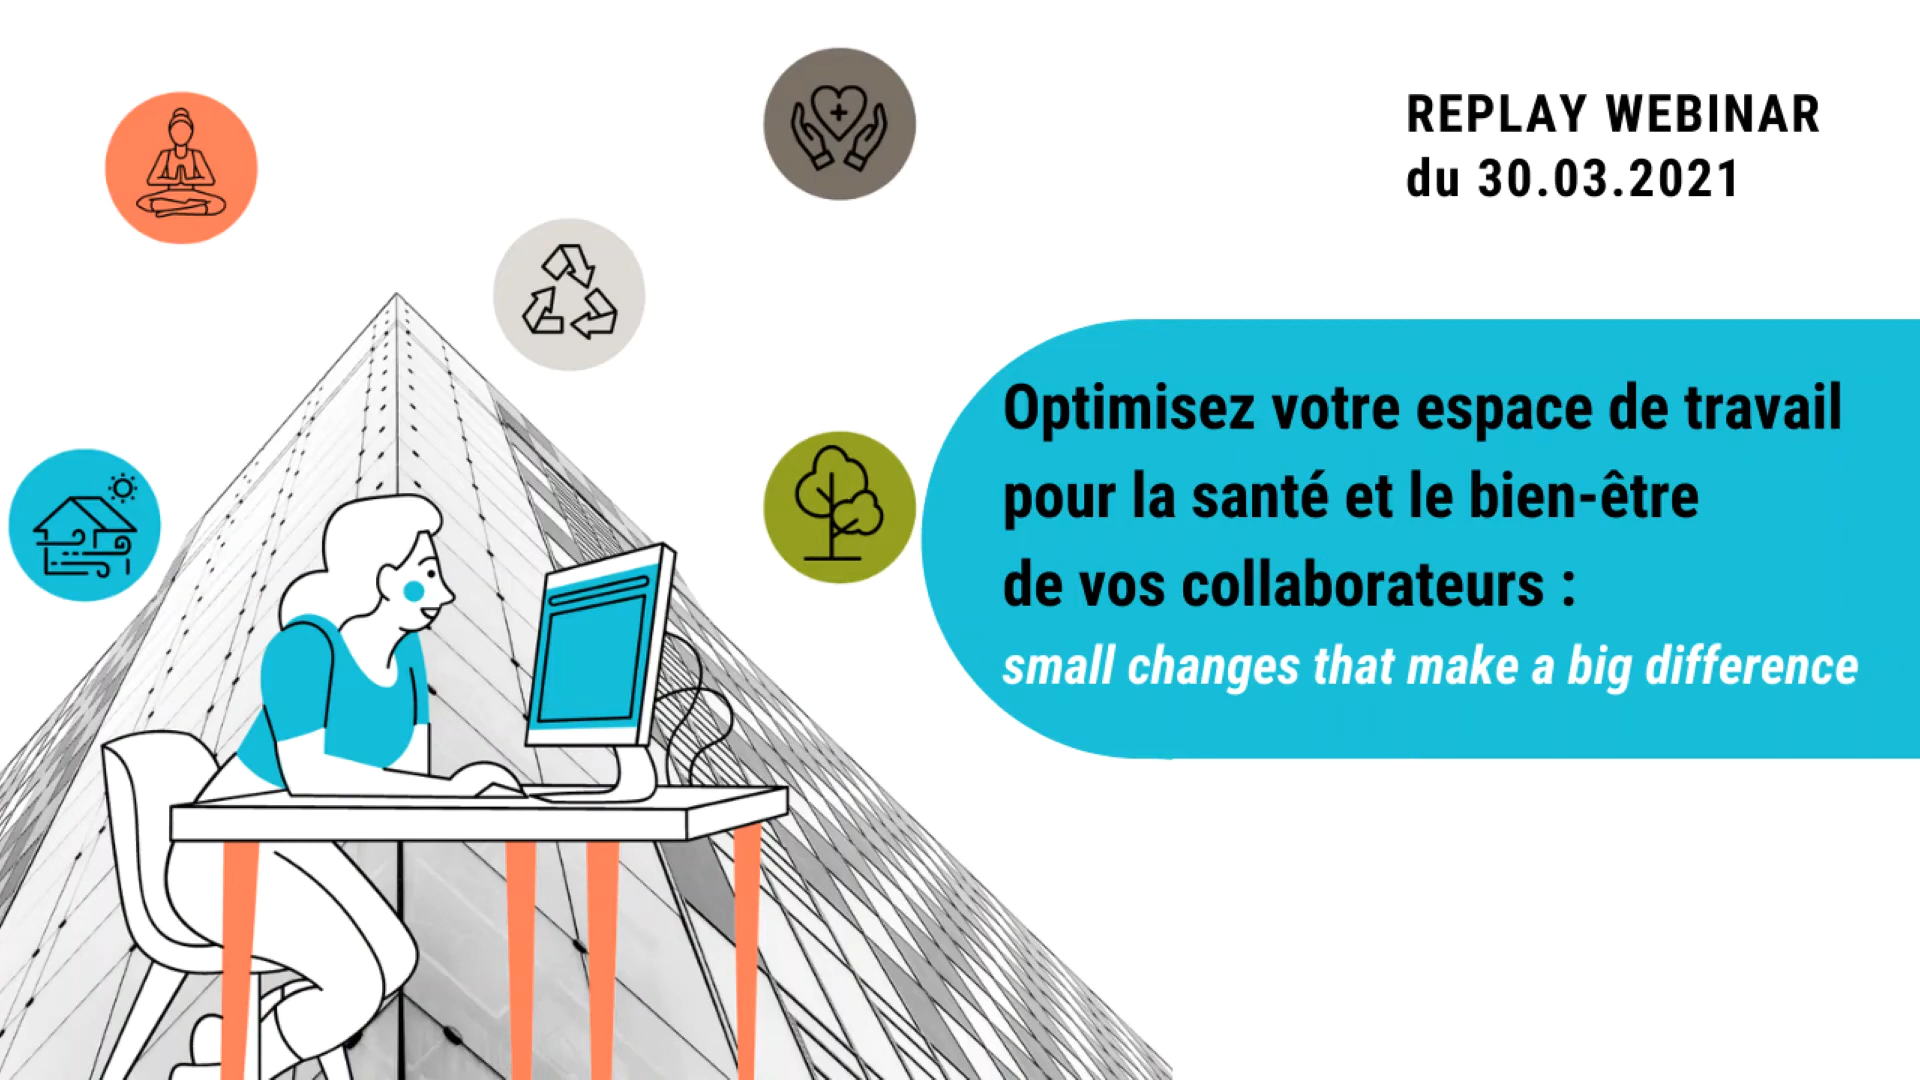 REPLAY WEBINAR
du 30.03.2021
Optimisez votre espace de travail
pour la santé et le bien-être
de vos collaborateurs :
small changes that make a big difference